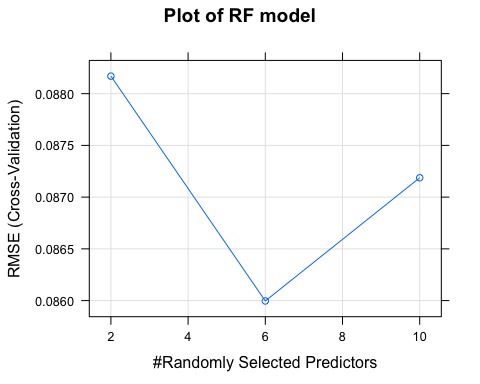 Plot of RF model
RMSE (Cross-Validation)
0.0880
0.0875
0.0870
0.0865
0.0860
2 4 6 8 10
#Randomly Selected Predictors